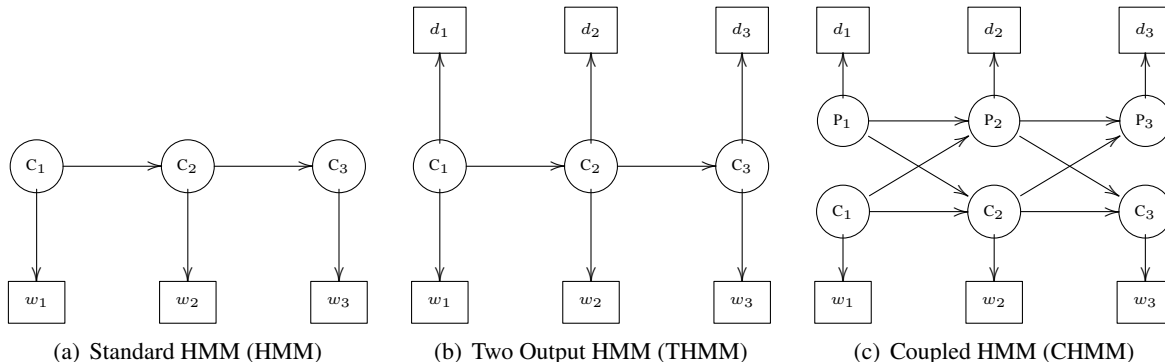 d₁ d₂ d₃ d₁ d₂ d₃
P₁ P₂ P₃
C₁ C₂ C₃ C₁ C₂ C₃
C₁ C₂ C₃
w₁ w₂ w₃ w₁ w₂ w₃ w₁ w₂ w₃
(a) Standard HMM (HMM) (b) Two Output HMM (THMM) (c) Coupled HMM (CHMM)